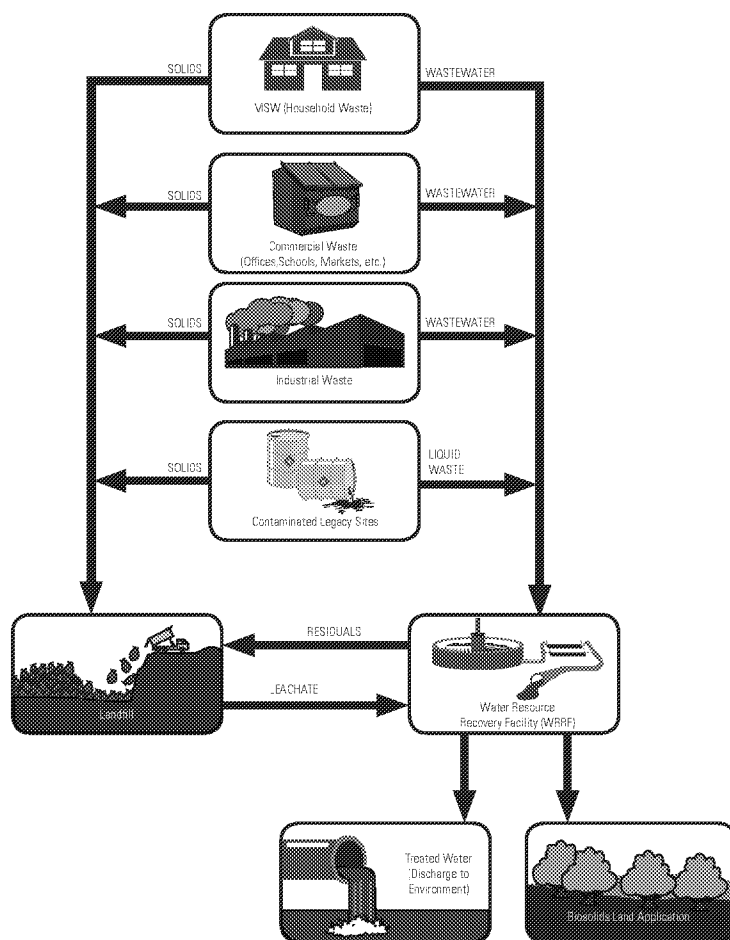 SOLIDS
WASTEWATER
MSW (Household Waste)
SOLIDS
WASTEWATER
Commercial Waste
(Offices,Schools, Markets, etc.)
SOLIDS
WASTEWATER
Industrial Waste
SOLIDS
LIQUID
WASTE
Contaminated Legacy Sites
RESIDUALS
LEACHATE
Landfill
Water Resource
Recovery Facility (WRRF)
Treated Water
(Discharge to
Environment)
Biosolids Land Application